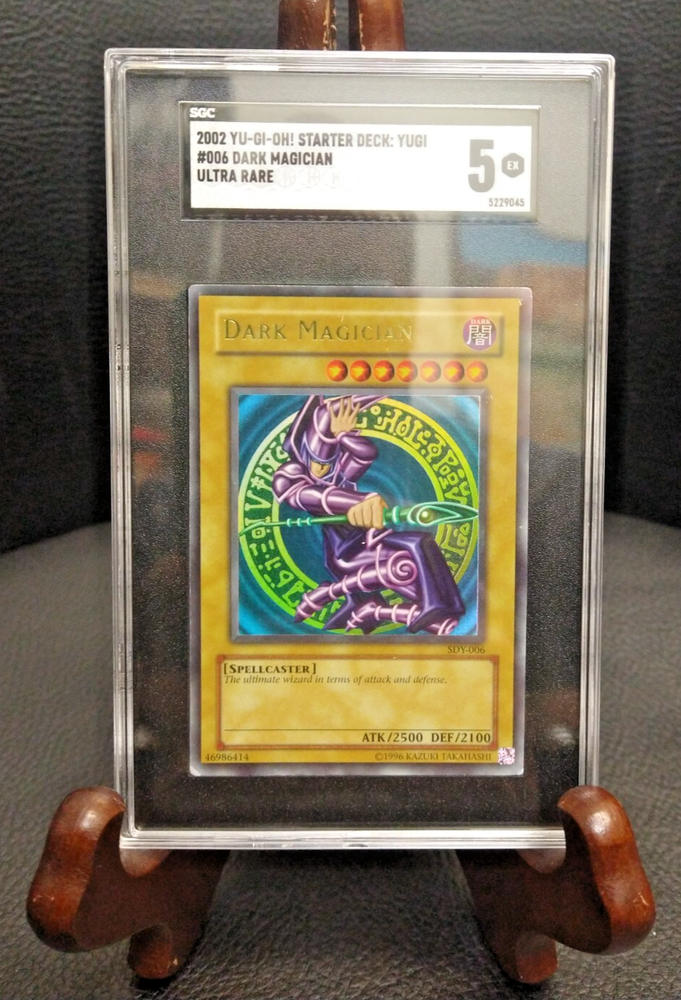 SGC
2002 YU-GI-OH! STARTER DECK: YUGI
#006 DARK MAGICIAN
ULTRA RARE
5 EX
5229045
DARK MAGICIAN
DARK
闇
SDY-006
[SPELLCASTER]
The ultimate wizard in terms of attack and defense.
ATK/2500 DEF/2100
46986414
©1996 KAZUKI TAKAHASHI